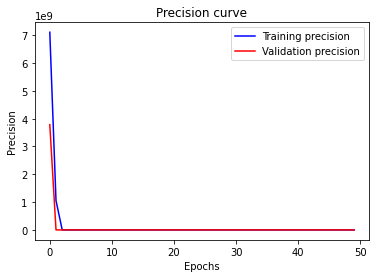 Precision curve
1e9
Training precision
Validation precision
7
6
5
4
3
2
1
0
Precision
0 10 20 30 40 50
Epochs